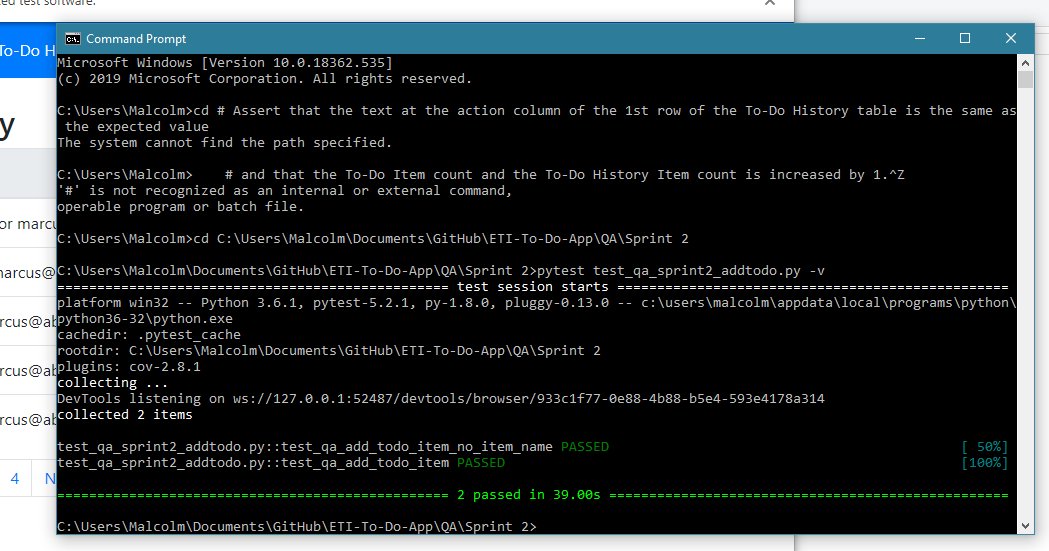 ted test software.
To-Do H
y
or marcu
marcus@
rcus@ab
rcus@ab
rcus@ab
4
N
Command Prompt
Microsoft Windows [Version 10.0.18362.535]
(c) 2019 Microsoft Corporation. All rights reserved.
C:\Users\Malcolm>cd # Assert that the text at the action column of the 1st row of the To-Do History table is the same as
the expected value
The system cannot find the path specified.
C:\Users\Malcolm>    # and that the To-Do Item count and the To-Do History Item count is increased by 1.^Z
'#' is not recognized as an internal or external command,
operable program or batch file.
C:\Users\Malcolm>cd C:\Users\Malcolm\Documents\GitHub\ETI-To-Do-App\QA\Sprint 2
C:\Users\Malcolm\Documents\GitHub\ETI-To-Do-App\QA\Sprint 2>pytest test_qa_sprint2_addtodo.py -v
================================================= test session starts ==================================================
platform win32 -- Python 3.6.1, pytest-5.2.1, py-1.8.0, pluggy-0.13.0 -- c:\users\malcolm\appdata\local\programs\python\
python36-32\python.exe
cachedir: .pytest_cache
rootdir: C:\Users\Malcolm\Documents\GitHub\ETI-To-Do-App\QA\Sprint 2
plugins: cov-2.8.1
collecting ...
DevTools listening on ws://127.0.0.1:52487/devtools/browser/933c1f77-0e88-4b88-b5e4-593e4178a314
collected 2 items
test_qa_sprint2_addtodo.py::test_qa_add_todo_item_no_item_name PASSED [ 50%]
test_qa_sprint2_addtodo.py::test_qa_add_todo_item PASSED [100%]
================================================= 2 passed in 39.00s ==================================================
C:\Users\Malcolm\Documents\GitHub\ETI-To-Do-App\QA\Sprint 2>